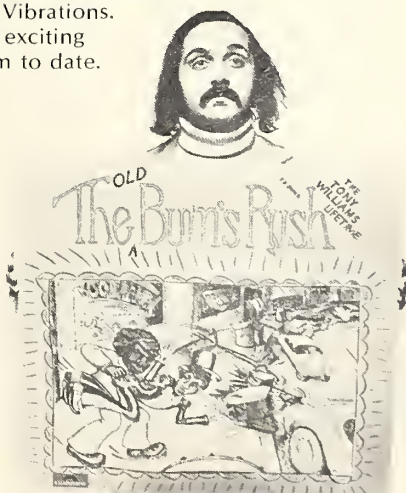 Vibrations.
exciting
m to date.
OLD
The Bum's Rush
THE
TONY
WILLIAMS
LIFETIME